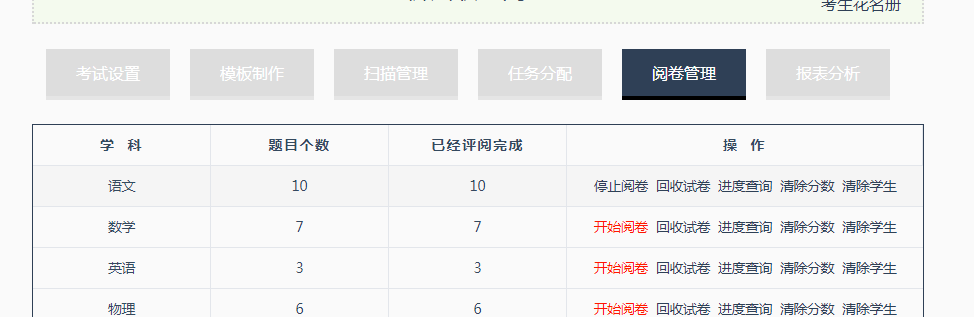 考生花名册
考试设置 模板制作 扫描管理 任务分配 阅卷管理 报表分析
学 科 题目个数 已经评阅完成 操 作
语文 10 10 停止阅卷 回收试卷 进度查询 清除分数 清除学生
数学 7 7 开始阅卷 回收试卷 进度查询 清除分数 清除学生
英语 3 3 开始阅卷 回收试卷 进度查询 清除分数 清除学生
物理 6 6 开始阅卷 回收试卷 进度查询 清除分数 清除学生